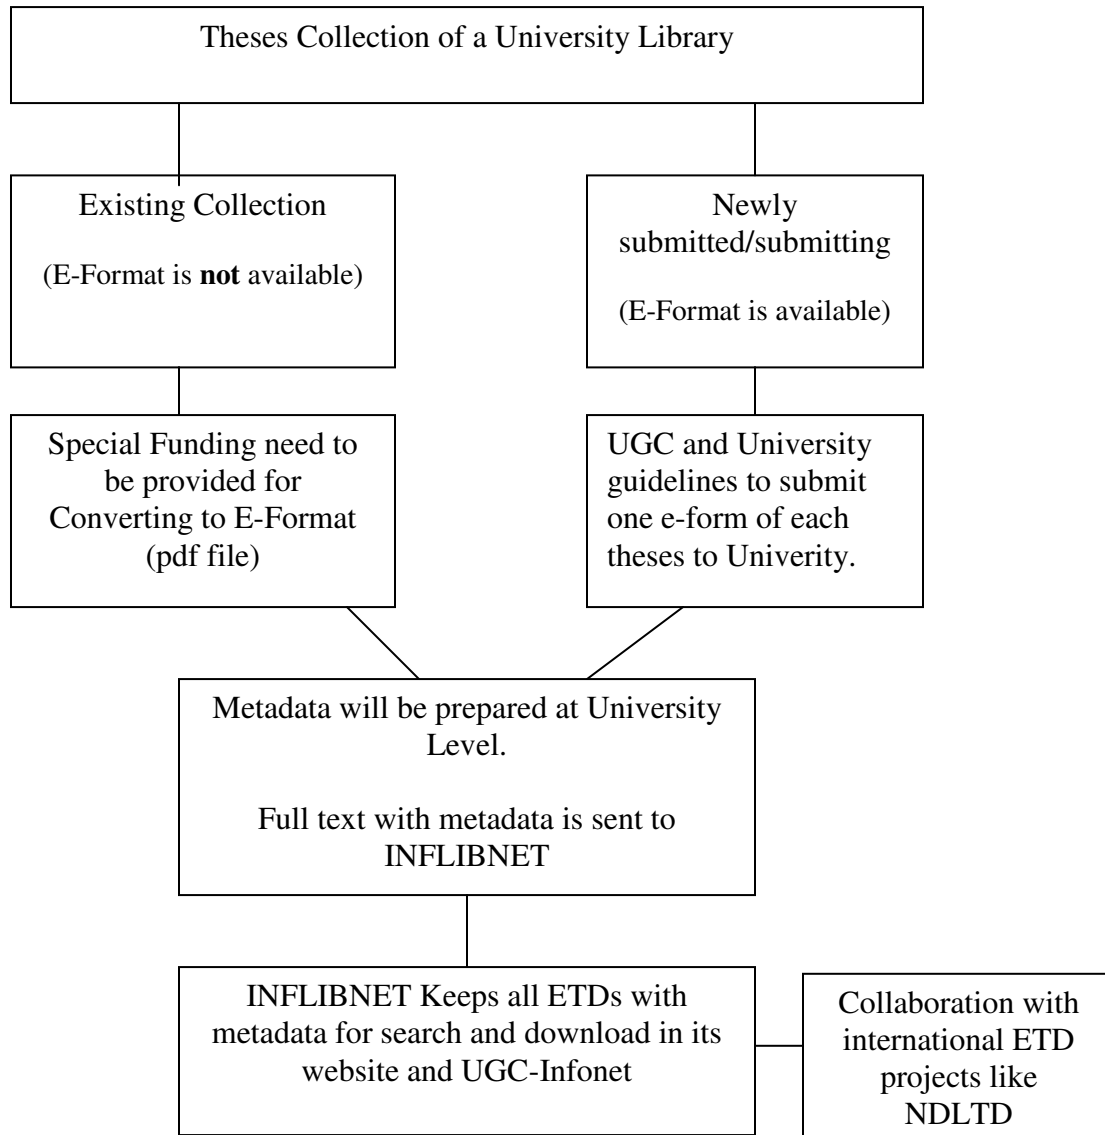 Theses Collection of a University Library
Existing Collection
(E-Format is not available)
Newly
submitted/submitting
(E-Format is available)
Special Funding need to
be provided for
Converting to E-Format
(pdf file)
UGC and University
guidelines to submit
one e-form of each
theses to Univerity.
Metadata will be prepared at University
Level.
Full text with metadata is sent to
INFLIBNET
INFLIBNET Keeps all ETDs with
metadata for search and download in its
website and UGC-Infonet
Collaboration with
international ETD
projects like
NDLTD